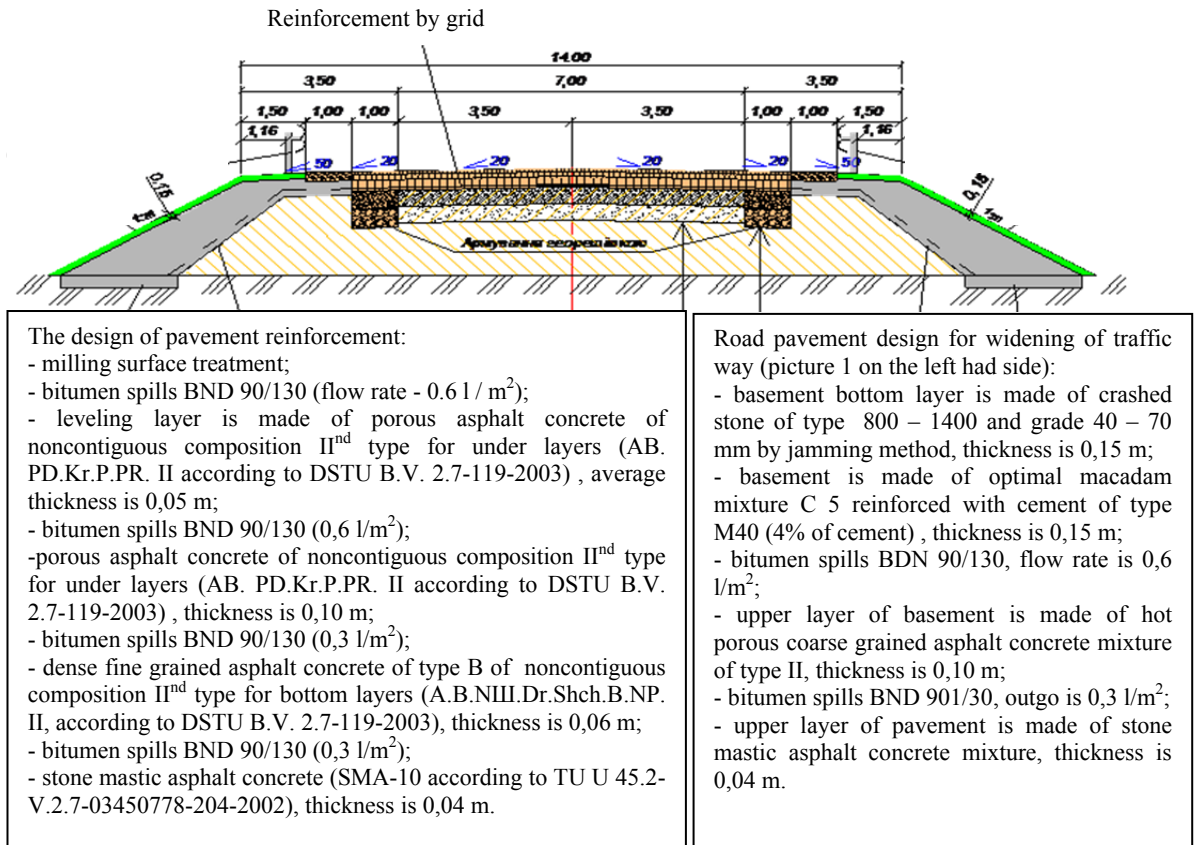 Reinforcement by grid
14.00
3,50 7,00 3,50
1,50 1,00 1,00 3,50 3,50 1,00 1,00 1,50
1,16 1,16
50 20 20 20 20 50
0,15 0,15
Армування георешіткою
The design of pavement reinforcement:
- milling surface treatment;
- bitumen spills BND 90/130 (flow rate - 0.6 l / m²);
- leveling layer is made of porous asphalt concrete of
noncontiguous composition IIⁿᵈ type for under layers (AB.
PD.Kr.P.PR. II according to DSTU B.V. 2.7-119-2003) , average
thickness is 0,05 m;
- bitumen spills BND 90/130 (0,6 l/m²);
-porous asphalt concrete of noncontiguous composition IIⁿᵈ type
for under layers (AB. PD.Kr.P.PR. II according to DSTU B.V.
2.7-119-2003) , thickness is 0,10 m;
- bitumen spills BND 90/130 (0,3 l/m²);
- dense fine grained asphalt concrete of type B of noncontiguous
composition IIⁿᵈ type for bottom layers (A.B.NIII.Dr.Shch.B.NP.
II, according to DSTU B.V. 2.7-119-2003), thickness is 0,06 m;
- bitumen spills BND 90/130 (0,3 l/m²);
- stone mastic asphalt concrete (SMA-10 according to TU U 45.2-
V.2.7-03450778-204-2002), thickness is 0,04 m.
Road pavement design for widening of traffic
way (picture 1 on the left had side):
- basement bottom layer is made of crashed
stone of type 800 – 1400 and grade 40 – 70
mm by jamming method, thickness is 0,15 m;
- basement is made of optimal macadam
mixture C 5 reinforced with cement of type
M40 (4% of cement) , thickness is 0,15 m;
- bitumen spills BDN 90/130, flow rate is 0,6
l/m²;
- upper layer of basement is made of hot
porous coarse grained asphalt concrete mixture
of type II, thickness is 0,10 m;
- bitumen spills BND 901/30, outgo is 0,3 l/m²;
- upper layer of pavement is made of stone
mastic asphalt concrete mixture, thickness is
0,04 m.